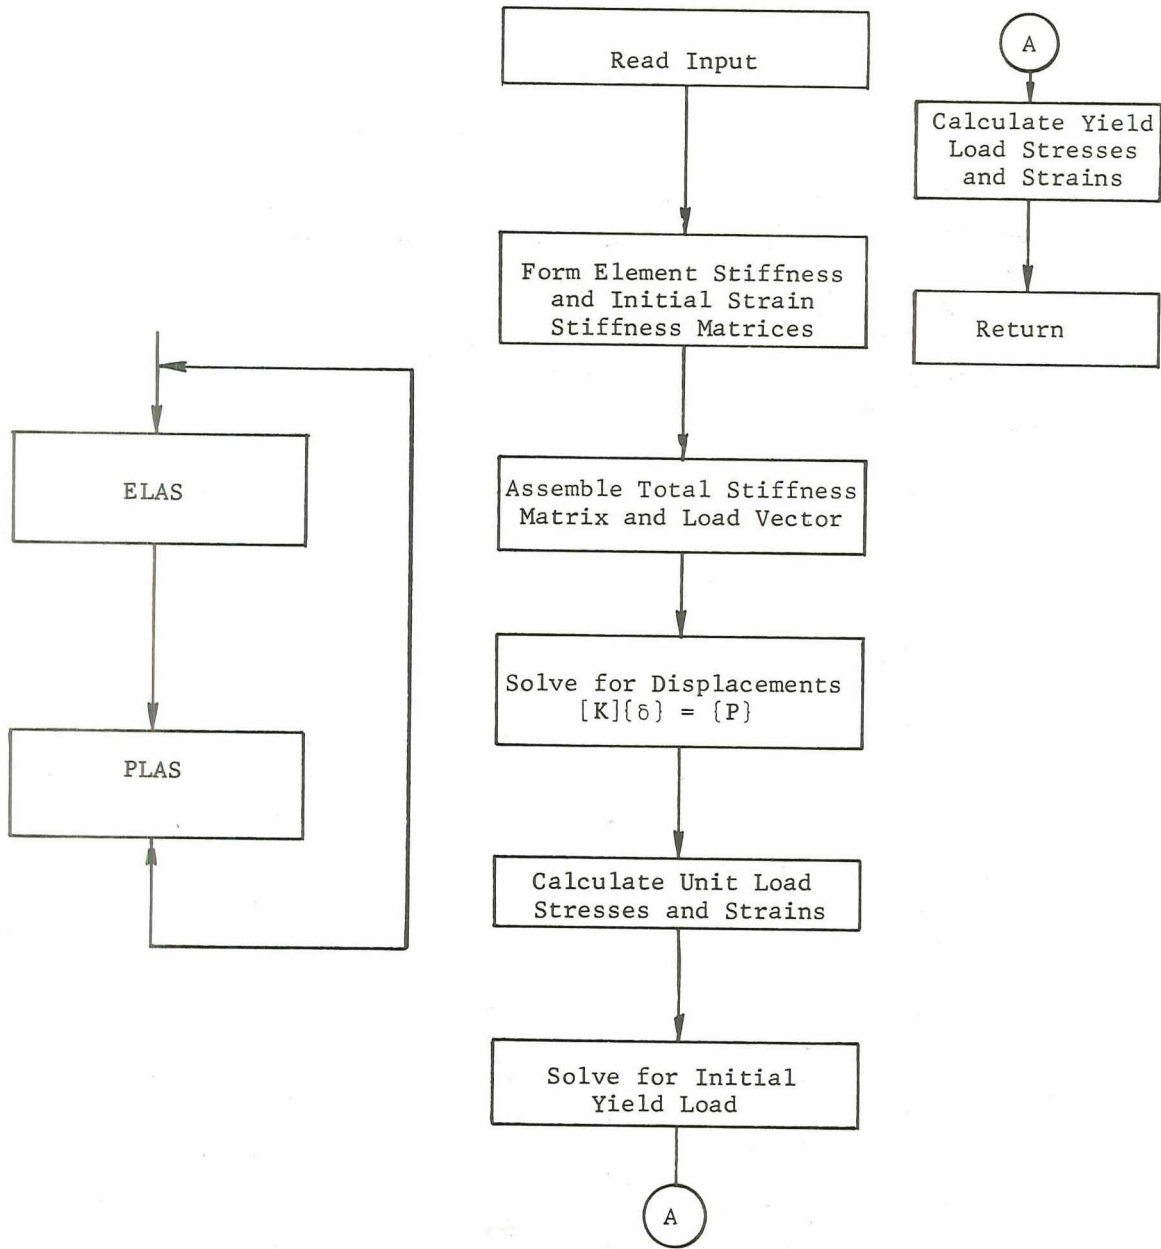 ELAS
PLAS
Read Input
Form Element Stiffness
and Initial Strain
Stiffness Matrices
Assemble Total Stiffness
Matrix and Load Vector
Solve for Displacements
[K]{δ} = {P}
Calculate Unit Load
Stresses and Strains
Solve for Initial
Yield Load
A
A
Calculate Yield
Load Stresses
and Strains
Return